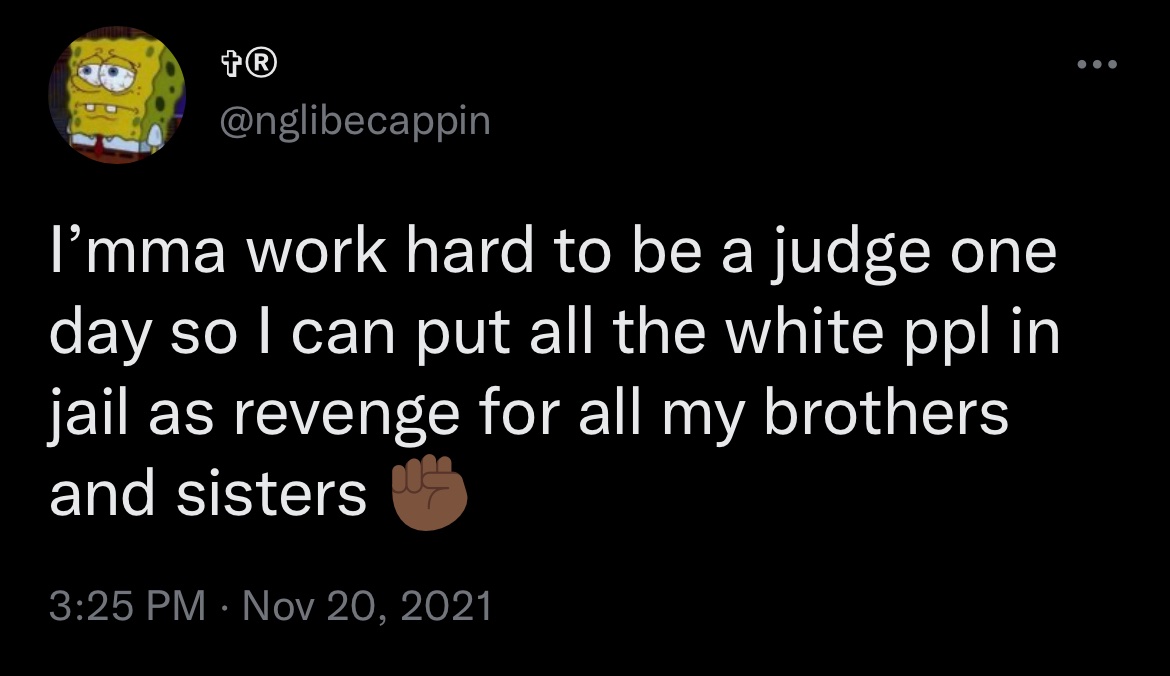 ✞®
@nglibecappin
I’mma work hard to be a judge one
day so I can put all the white ppl in
jail as revenge for all my brothers
and sisters ✊🏾
3:25 PM · Nov 20, 2021